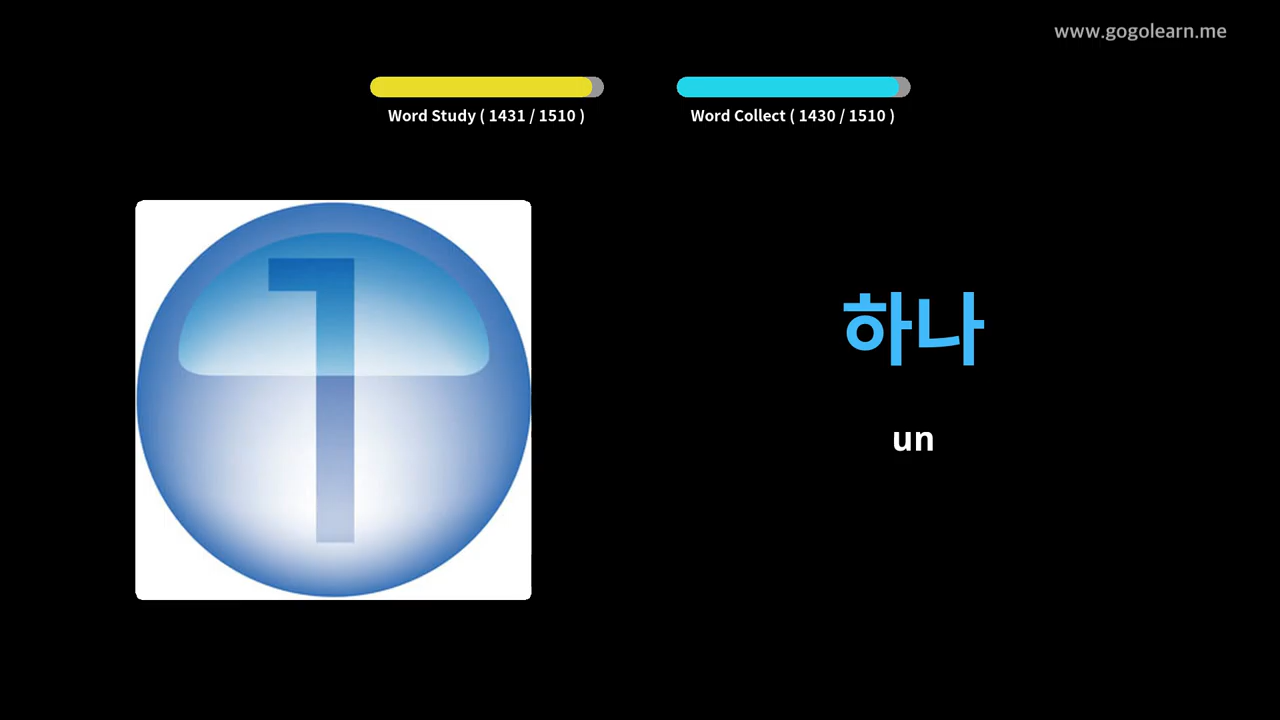 www.gogolearn.me
Word Study ( 1431 / 1510 )
Word Collect ( 1430 / 1510 )
1
하나
un